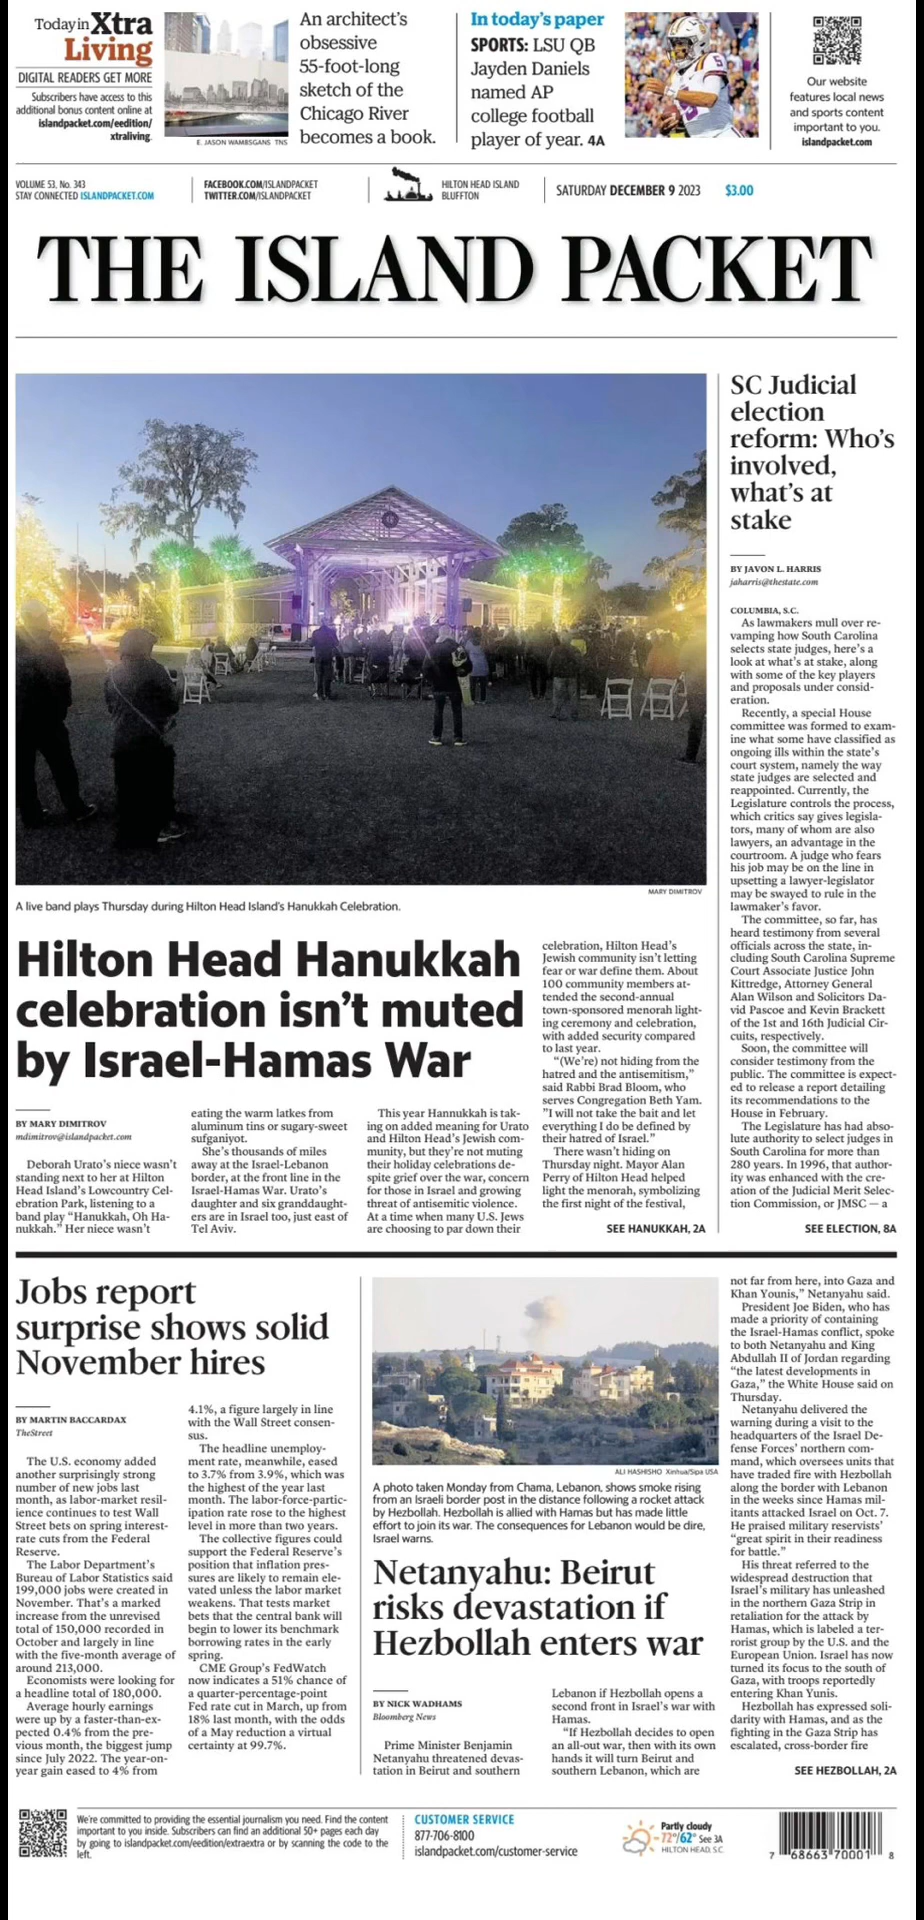 Today in Xtra
Living
DIGITAL READERS GET MORE
Subscribers have access to this
additional bonus content online at
islandpacket.com/eedition/
xtraliving.
E. JASON WAMBSGANS TNS
An architect's
obsessive
55-foot-long
sketch of the
Chicago River
becomes a book.
In today's paper
SPORTS: LSU QB
Jayden Daniels
named AP
college football
player of year. 4A
Our website
features local news
and sports content
important to you.
islandpacket.com
VOLUME 53, No. 343
STAY CONNECTED ISLANDPACKET.COM
FACEBOOK.COM/ISLANDPACKET
TWITTER.COM/ISLANDPACKET
HILTON HEAD ISLAND
BLUFFTON
SATURDAY DECEMBER 9 2023 $3.00
THE ISLAND PACKET
MARY DIMITROV
A live band plays Thursday during Hilton Head Island's Hanukkah Celebration.
Hilton Head Hanukkah
celebration isn't muted
by Israel-Hamas War
BY MARY DIMITROV
mdimitrov@islandpacket.com
Deborah Urato's niece wasn't
standing next to her at Hilton
Head Island's Lowcountry Cel-
ebration Park, listening to a
band play “Hanukkah, Oh Ha-
nukkah.” Her niece wasn't
eating the warm latkes from
aluminum tins or sugary-sweet
sufganiyot.
She's thousands of miles
away at the Israel-Lebanon
border, at the front line in the
Israel-Hamas War. Urato's
daughter and six granddaught-
ers are in Israel too, just east of
Tel Aviv.
This year Hannukkah is tak-
ing on added meaning for Urato
and Hilton Head's Jewish com-
munity, but they're not muting
their holiday celebrations de-
spite grief over the war, concern
for those in Israel and growing
threat of antisemitic violence.
At a time when many U.S. Jews
are choosing to par down their
celebration, Hilton Head's
Jewish community isn't letting
fear or war define them. About
100 community members at-
tended the second-annual
town-sponsored menorah light-
ing ceremony and celebration,
with added security compared
to last year.
“(We're) not hiding from the
hatred and the antisemitism,”
said Rabbi Brad Bloom, who
serves Congregation Beth Yam.
"I will not take the bait and let
everything I do be defined by
their hatred of Israel.”
There wasn't hiding on
Thursday night. Mayor Alan
Perry of Hilton Head helped
light the menorah, symbolizing
the first night of the festival,
SEE HANUKKAH, 2A
SC Judicial
election
reform: Who's
involved,
what's at
stake
BY JAVON L. HARRIS
jaharris@thestate.com
COLUMBIA, S.C.
As lawmakers mull over re-
vamping how South Carolina
selects state judges, here's a
look at what's at stake, along
with some of the key players
and proposals under consid-
eration.
Recently, a special House
committee was formed to exam-
ine what some have classified as
ongoing ills within the state's
court system, namely the way
state judges are selected and
reappointed. Currently, the
Legislature controls the process,
which critics say gives legisla-
tors, many of whom are also
lawyers, an advantage in the
courtroom. A judge who fears
his job may be on the line in
upsetting a lawyer-legislator
may be swayed to rule in the
lawmaker's favor.
The committee, so far, has
heard testimony from several
officials across the state, in-
cluding South Carolina Supreme
Court Associate Justice John
Kittredge, Attorney General
Alan Wilson and Solicitors Da-
vid Pascoe and Kevin Brackett
of the 1st and 16th Judicial Cir-
cuits, respectively.
Soon, the committee will
consider testimony from the
public. The committee is expect-
ed to release a report detailing
its recommendations to the
House in February.
The Legislature has had abso-
lute authority to select judges in
South Carolina for more than
280 years. In 1996, that author-
ity was enhanced with the cre-
ation of the Judicial Merit Selec-
tion Commission, or JMSC — a
SEE ELECTION, 8A
Jobs report
surprise shows solid
November hires
BY MARTIN BACCARDAX
TheStreet
The U.S. economy added
another surprisingly strong
number of new jobs last
month, as labor-market resil-
ience continues to test Wall
Street bets on spring interest-
rate cuts from the Federal
Reserve.
The Labor Department's
Bureau of Labor Statistics said
199,000 jobs were created in
November. That's a marked
increase from the unrevised
total of 150,000 recorded in
October and largely in line
with the five-month average of
around 213,000.
Economists were looking for
a headline total of 180,000.
Average hourly earnings
were up by a faster-than-ex-
pected 0.4% from the pre-
vious month, the biggest jump
since July 2022. The year-on-
year gain eased to 4% from
4.1%, a figure largely in line
with the Wall Street consen-
sus.
The headline unemploy-
ment rate, meanwhile, eased
to 3.7% from 3.9%, which was
the highest of the year last
month. The labor-force-partic-
ipation rate rose to the highest
level in more than two years.
The collective figures could
support the Federal Reserve's
position that inflation pres-
sures are likely to remain ele-
vated unless the labor market
weakens. That tests market
bets that the central bank will
begin to lower its benchmark
borrowing rates in the early
spring.
CME Group's FedWatch
now indicates a 51% chance of
a quarter-percentage-point
Fed rate cut in March, up from
18% last month, with the odds
of a May reduction a virtual
certainty at 99.7%.
ALI HASHISHO Xinhua/Sipa USA
A photo taken Monday from Chama, Lebanon, shows smoke rising
from an Israeli border post in the distance following a rocket attack
by Hezbollah. Hezbollah is allied with Hamas but has made little
effort to join its war. The consequences for Lebanon would be dire,
Israel warns.
Netanyahu: Beirut
risks devastation if
Hezbollah enters war
BY NICK WADHAMS
Bloomberg News
Prime Minister Benjamin
Netanyahu threatened devas-
tation in Beirut and southern
Lebanon if Hezbollah opens a
second front in Israel's war with
Hamas.
“If Hezbollah decides to open
an all-out war, then with its own
hands it will turn Beirut and
southern Lebanon, which are
not far from here, into Gaza and
Khan Younis,” Netanyahu said.
President Joe Biden, who has
made a priority of containing
the Israel-Hamas conflict, spoke
to both Netanyahu and King
Abdullah II of Jordan regarding
“the latest developments in
Gaza,” the White House said on
Thursday.
Netanyahu delivered the
warning during a visit to the
headquarters of the Israel De-
fense Forces' northern com-
mand, which oversees units that
have traded fire with Hezbollah
along the border with Lebanon
in the weeks since Hamas mil-
itants attacked Israel on Oct. 7.
He praised military reservists'
“great spirit in their readiness
for battle.”
His threat referred to the
widespread destruction that
Israel's military has unleashed
in the northern Gaza Strip in
retaliation for the attack by
Hamas, which is labeled a ter-
rorist group by the U.S. and the
European Union. Israel has now
turned its focus to the south of
Gaza, with troops reportedly
entering Khan Yunis.
Hezbollah has expressed soli-
darity with Hamas, and as the
fighting in the Gaza Strip has
escalated, cross-border fire
SEE HEZBOLLAH, 2A
We're committed to providing the essential journalism you need. Find the content
important to you inside. Subscribers can find an additional 50+ pages each day
by going to islandpacket.com/eedition/extraextra or by scanning the code to the
left.
CUSTOMER SERVICE
877-706-8100
islandpacket.com/customer-service
Partly cloudy
72°/62° See 3A
HILTON HEAD, S.C.
7 68663 70001 8